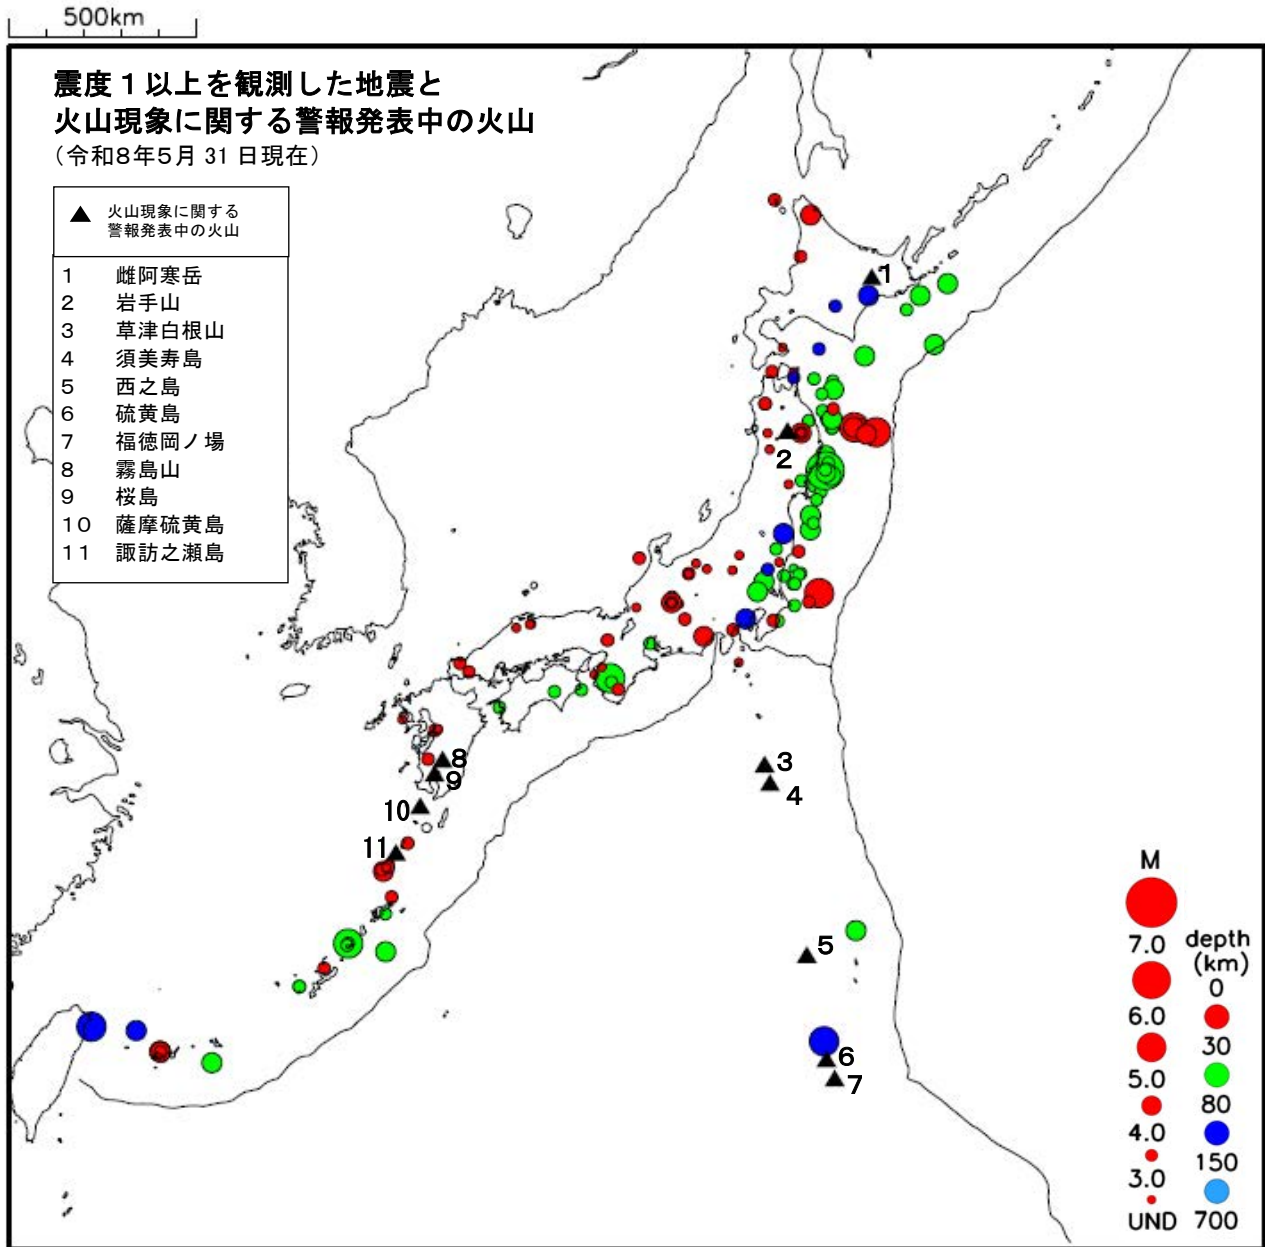 500km
震度１以上を観測した地震と
火山現象に関する警報発表中の火山
（令和８年５月 31 日現在）
▲ 火山現象に関する
警報発表中の火山
1 雌阿寒岳
2 岩手山
3 草津白根山
4 須美寿島
5 西之島
6 硫黄島
7 福徳岡ノ場
8 霧島山
9 桜島
10 薩摩硫黄島
11 諏訪之瀬島
1
2
8
9
3
4
10
11
5
6
7
M
7.0
6.0
5.0
4.0
3.0
UND
depth
(km)
0
30
80
150
700